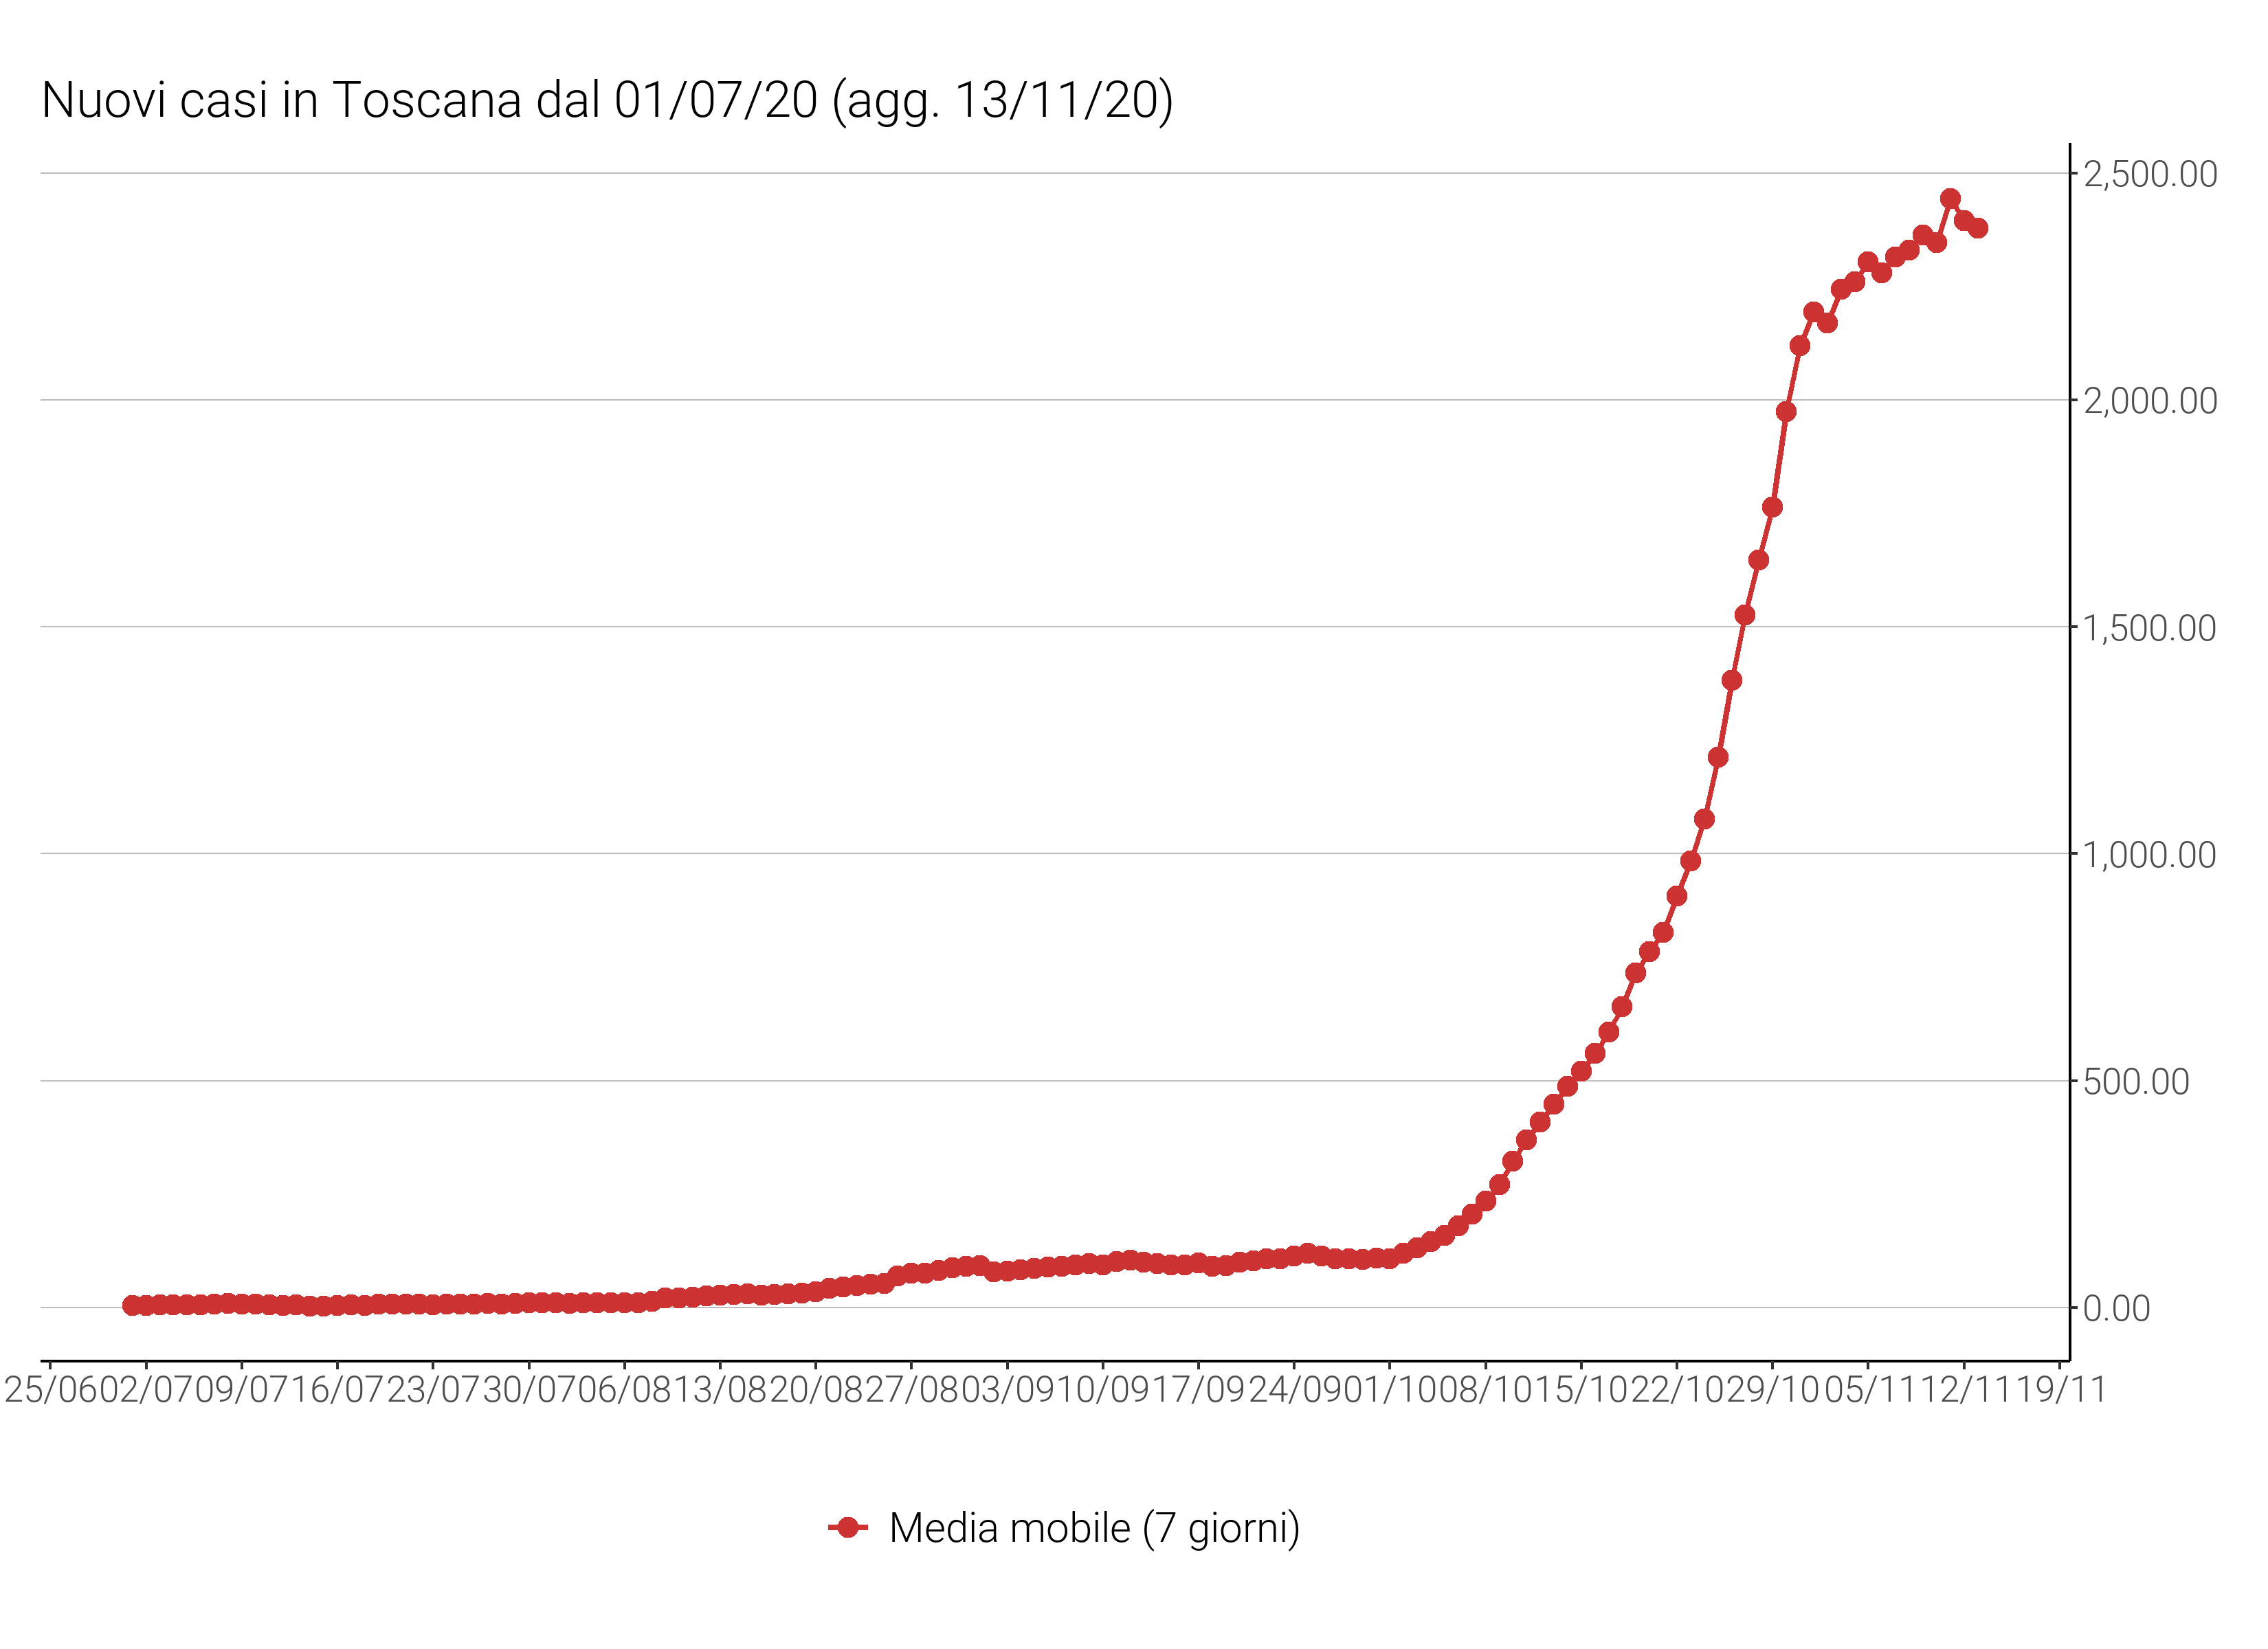 Nuovi casi in Toscana dal 01/07/20 (agg. 13/11/20)
2,500.00
2,000.00
1,500.00
1,000.00
500.00
0.00
25/06 02/07 09/07 16/07 23/07 30/07 06/08 13/08 20/08 27/08 03/09 10/09 17/09 24/09 01/10 08/10 15/10 22/10 29/10 05/11 12/11 19/11
Media mobile (7 giorni)